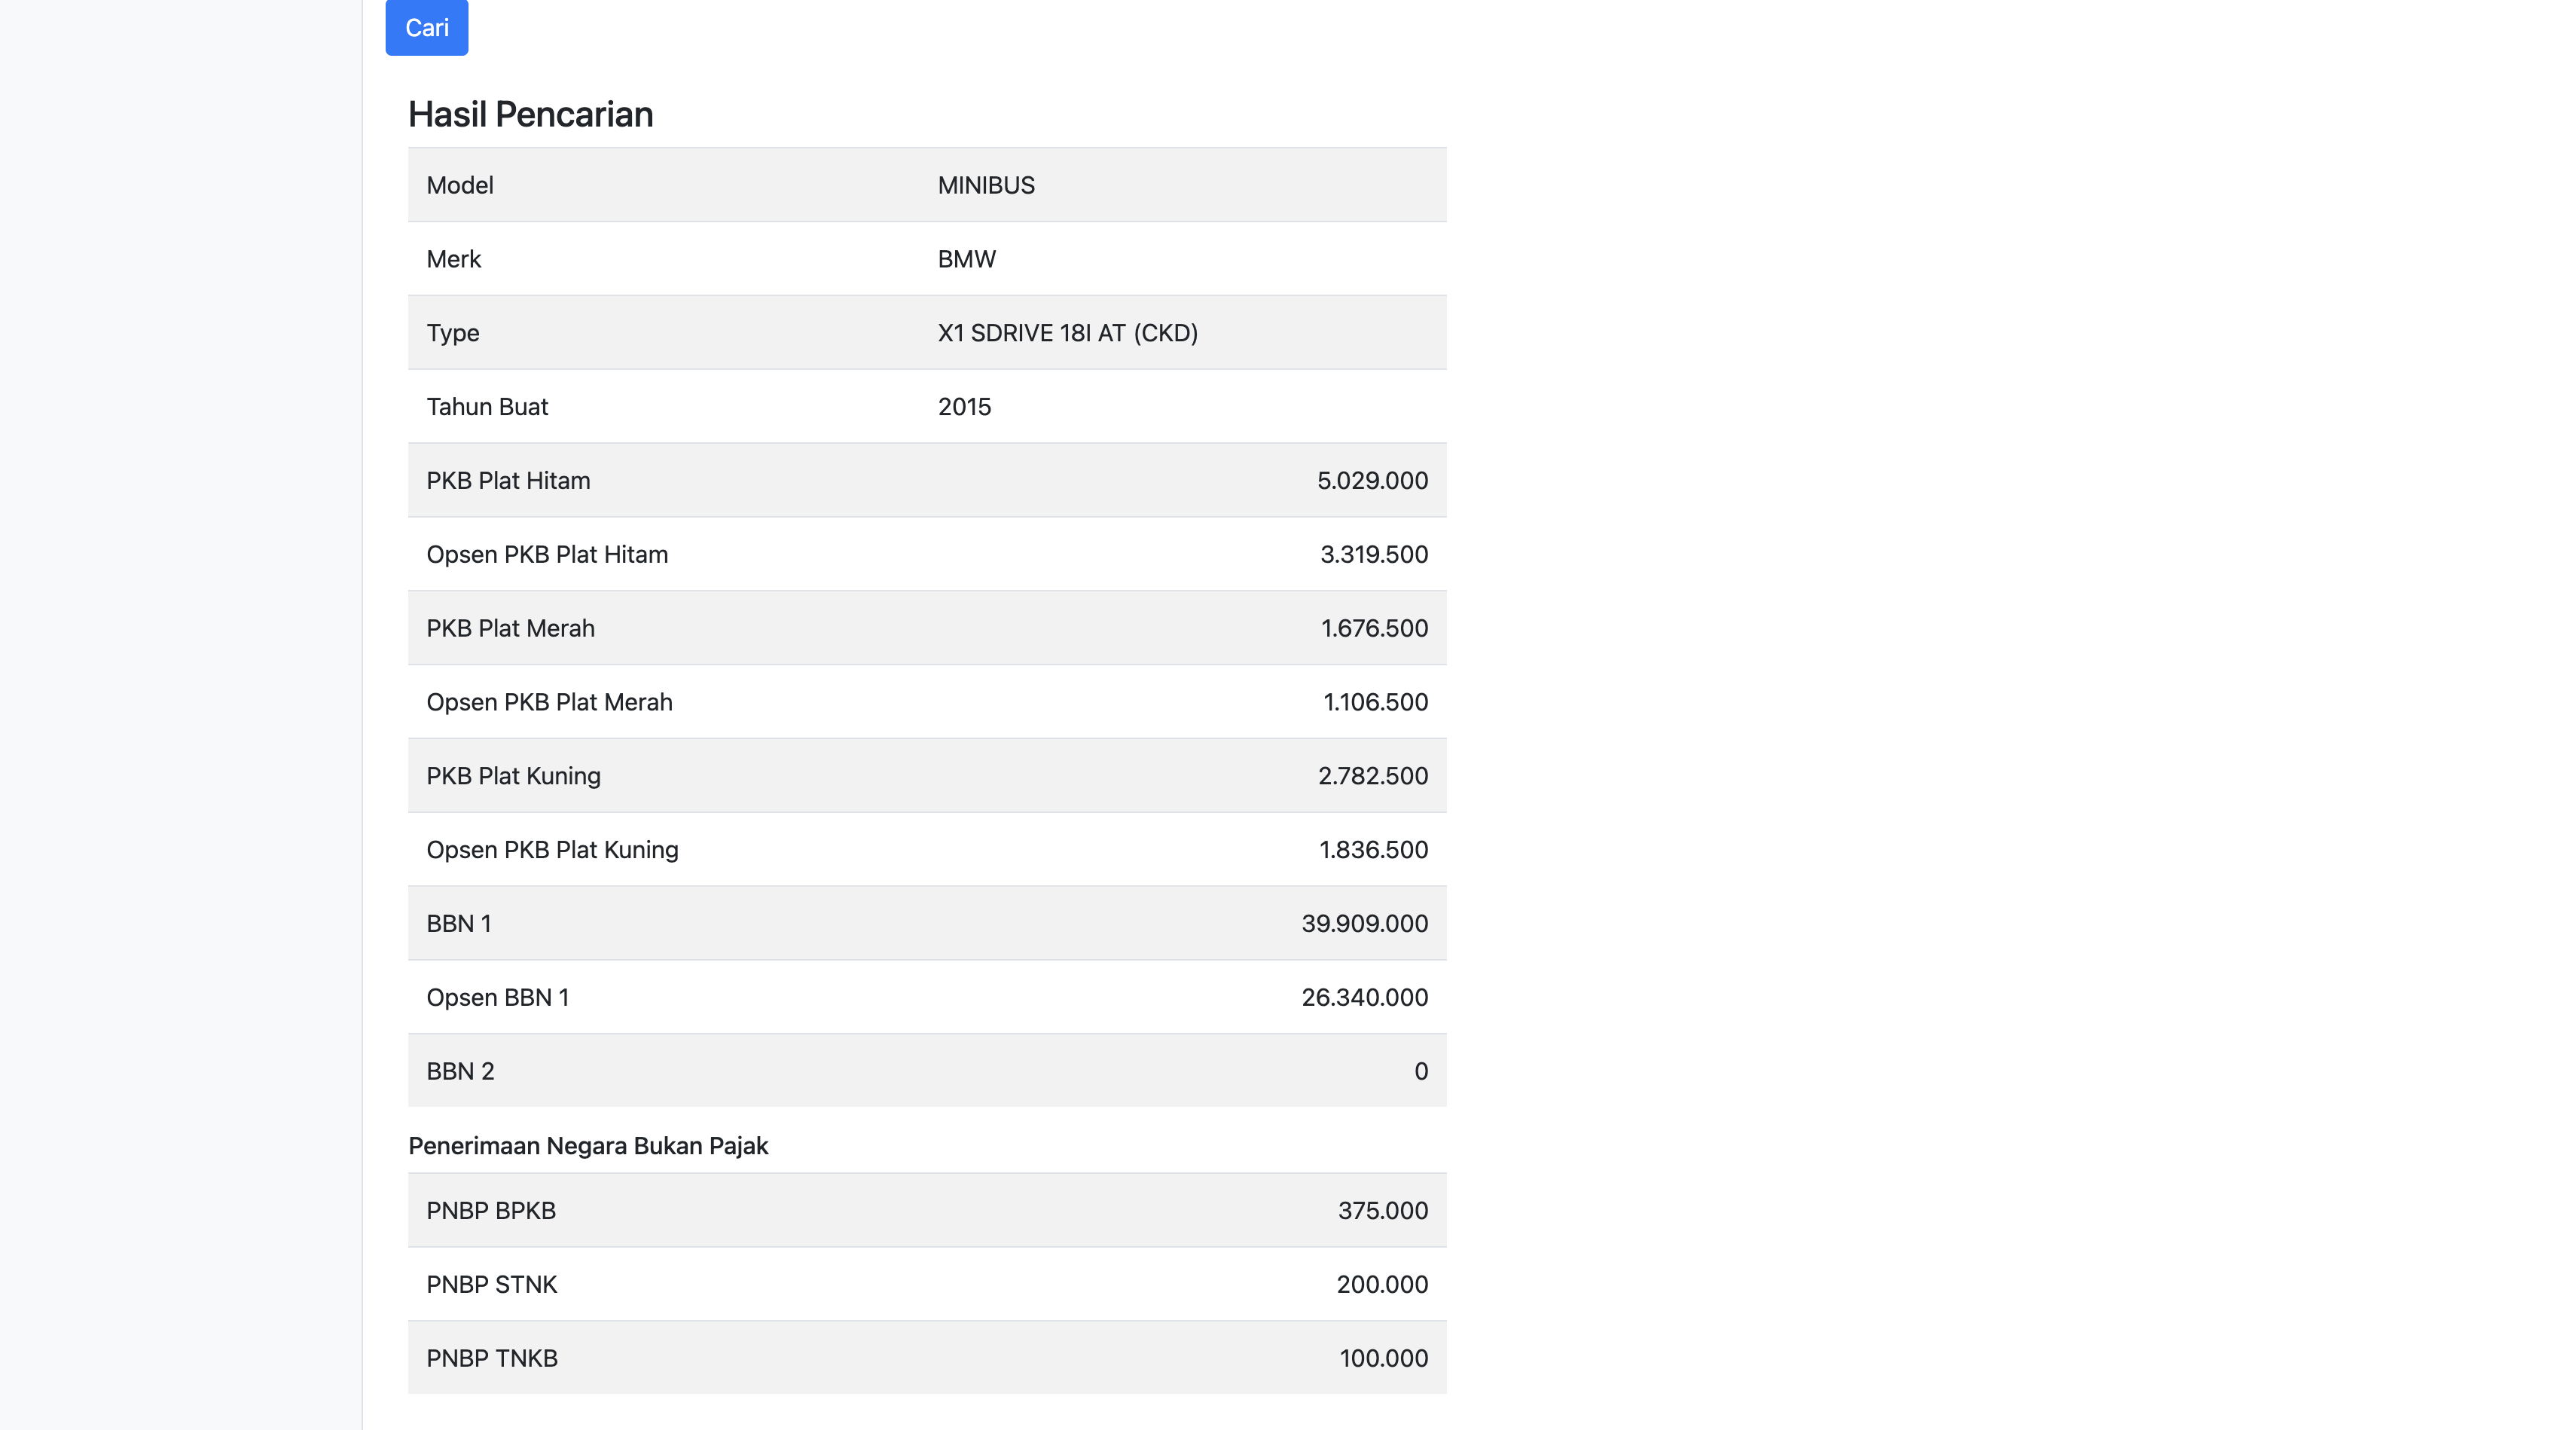 Cari
Hasil Pencarian
Model MINIBUS
Merk BMW
Type X1 SDRIVE 18I AT (CKD)
Tahun Buat 2015
PKB Plat Hitam 5.029.000
Opsen PKB Plat Hitam 3.319.500
PKB Plat Merah 1.676.500
Opsen PKB Plat Merah 1.106.500
PKB Plat Kuning 2.782.500
Opsen PKB Plat Kuning 1.836.500
BBN 1 39.909.000
Opsen BBN 1 26.340.000
BBN 2 0
Penerimaan Negara Bukan Pajak
PNBP BPKB 375.000
PNBP STNK 200.000
PNBP TNKB 100.000